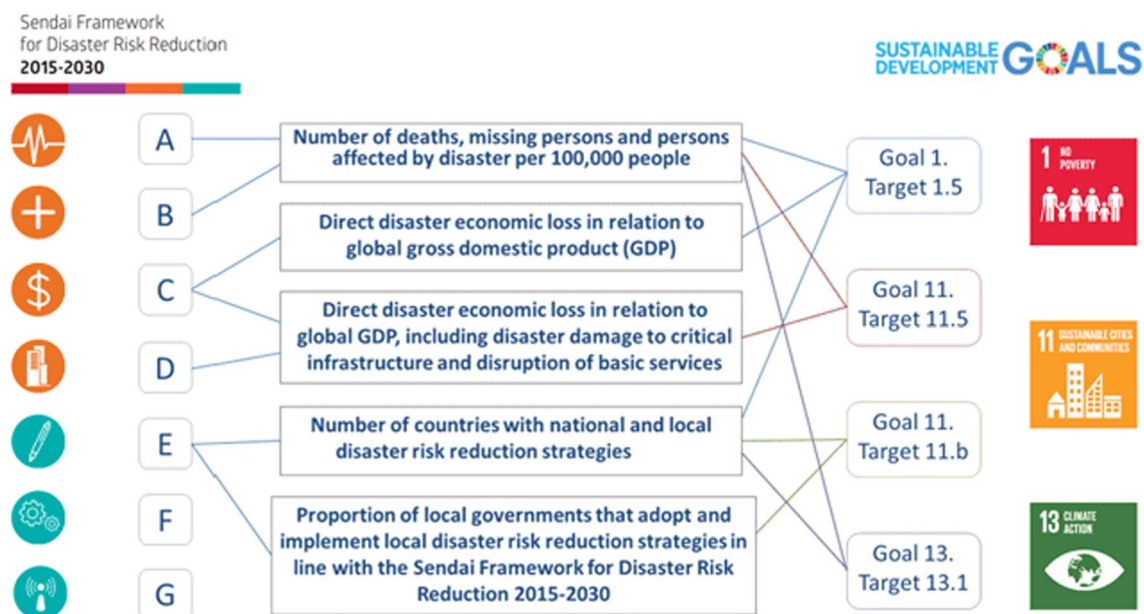 Sendai Framework
for Disaster Risk Reduction
2015-2030
SUSTAINABLE
DEVELOPMENT
GOALS
A
B
C
D
E
F
G
Number of deaths, missing persons and persons
affected by disaster per 100,000 people
Direct disaster economic loss in relation to
global gross domestic product (GDP)
Direct disaster economic loss in relation to
global GDP, including disaster damage to critical
infrastructure and disruption of basic services
Number of countries with national and local
disaster risk reduction strategies
Proportion of local governments that adopt and
implement local disaster risk reduction strategies in
line with the Sendai Framework for Disaster Risk
Reduction 2015-2030
Goal 1.
Target 1.5
Goal 11.
Target 11.5
Goal 11.
Target 11.b
Goal 13.
Target 13.1
1 NO
POVERTY
11 SUSTAINABLE CITIES
AND COMMUNITIES
13 CLIMATE
ACTION